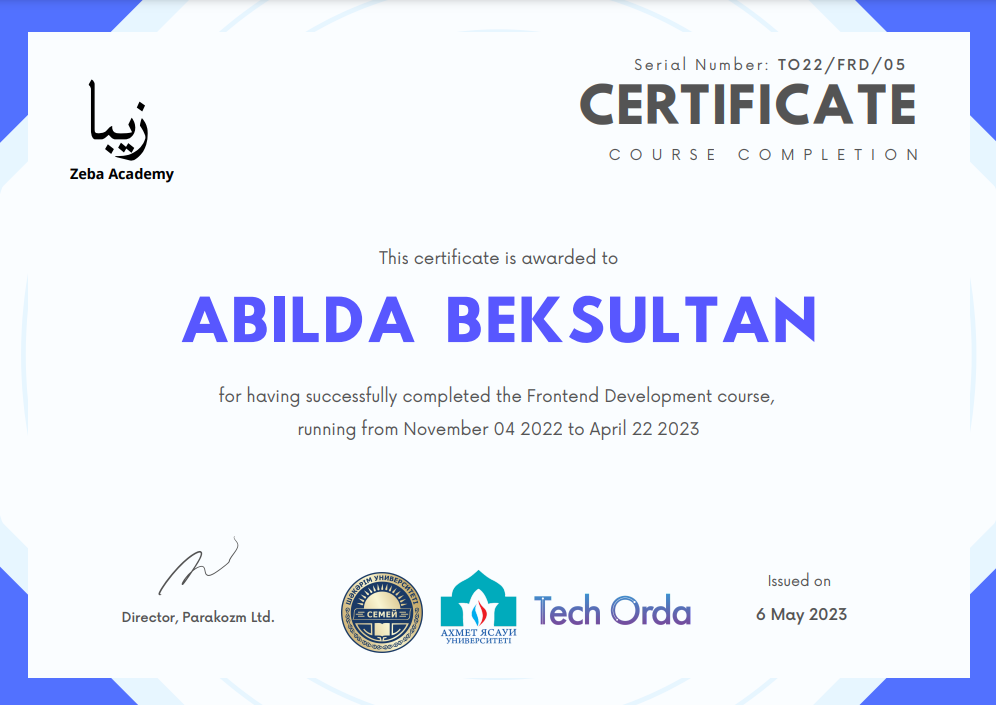 Serial Number: TO22/FRD/05
CERTIFICATE
COURSE COMPLETION
زيبا
Zeba Academy
This certificate is awarded to
ABILDA BEKSULTAN
for having successfully completed the Frontend Development course,
running from November 04 2022 to April 22 2023
Director, Parakozm Ltd.
ШӘКӘРІМ УНИВЕРСИТЕТІ
СЕМЕЙ
АХМЕТ ЯСАУИ
УНИВЕРСИТЕТІ
Tech Orda
Issued on
6 May 2023